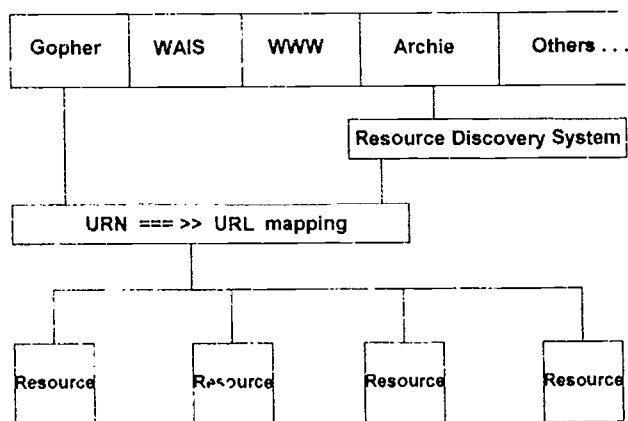 Gopher WAIS WWW Archie Others . . .
Resource Discovery System
URN === >> URL mapping
Resource Resource Resource Resource